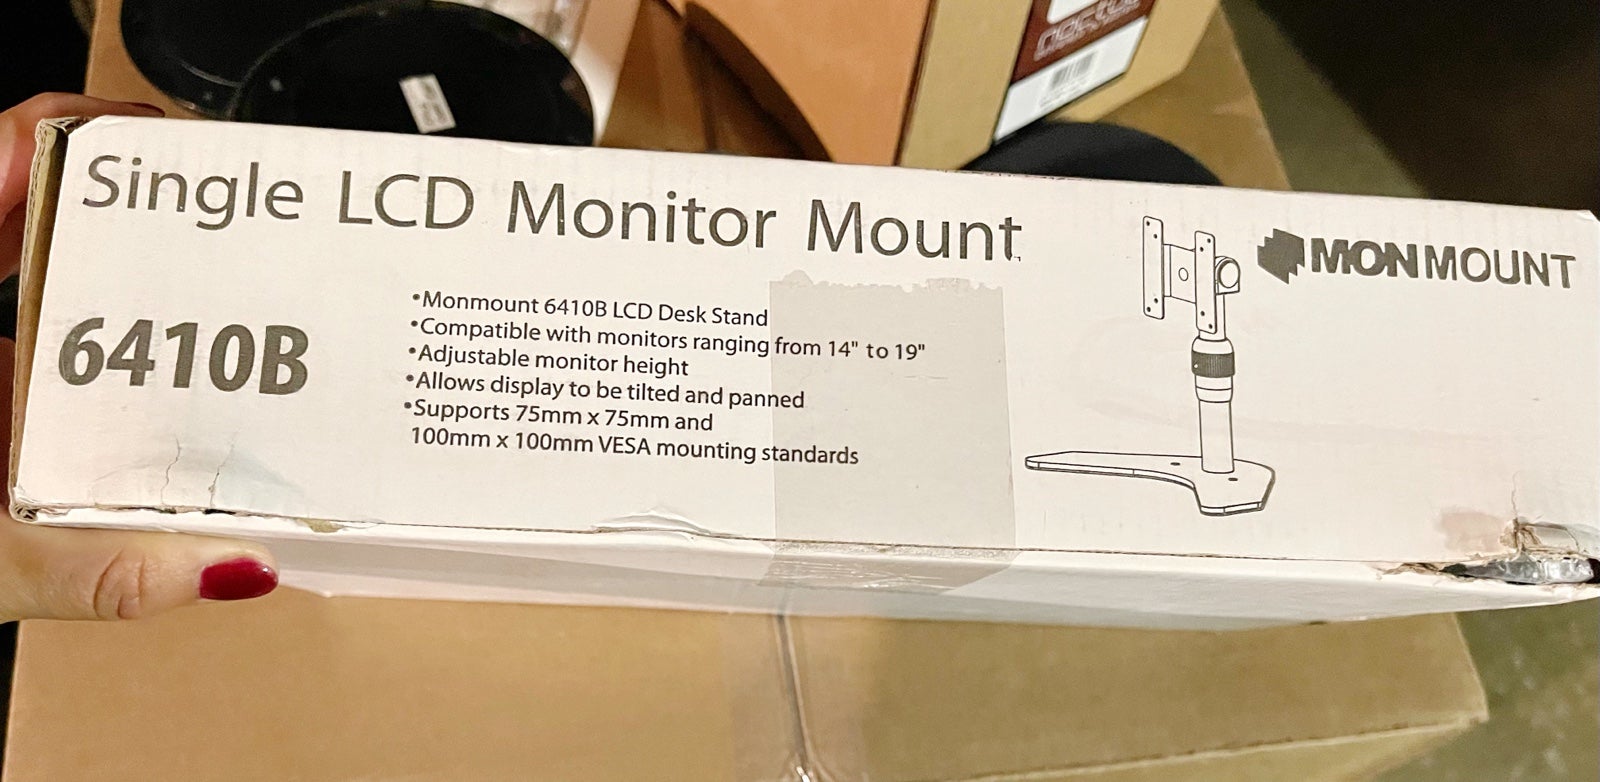 noctua
Single LCD Monitor Mount
MONMOUNT
6410B
•Monmount 6410B LCD Desk Stand
•Compatible with monitors ranging from 14" to 19"
•Adjustable monitor height
•Allows display to be tilted and panned
•Supports 75mm x 75mm and
100mm x 100mm VESA mounting standards